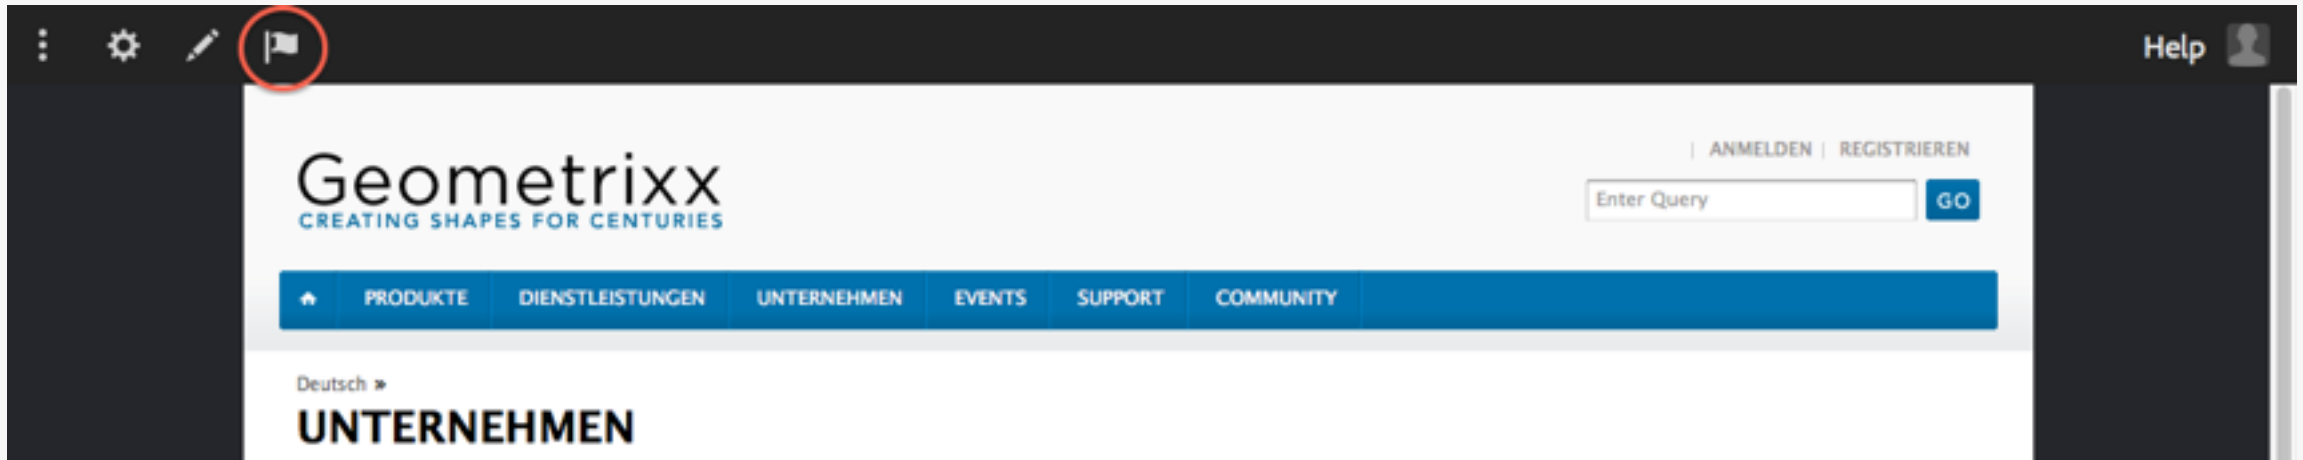 Help
Geometrixx
CREATING SHAPES FOR CENTURIES
| ANMELDEN | REGISTRIEREN
Enter Query GO
PRODUKTE DIENSTLEISTUNGEN UNTERNEHMEN EVENTS SUPPORT COMMUNITY
Deutsch »
UNTERNEHMEN